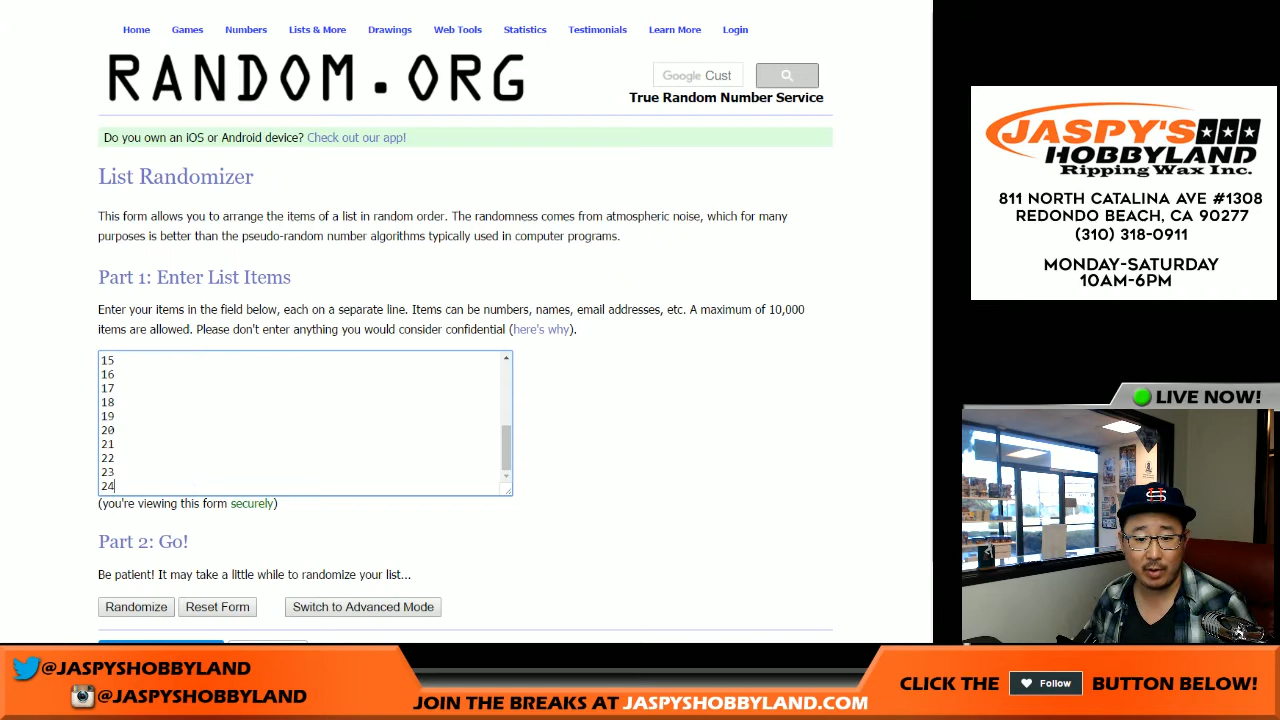 Home Games Numbers Lists & More Drawings Web Tools Statistics Testimonials Learn More Login
RANDOM.ORG
Google Cust
True Random Number Service
Do you own an iOS or Android device? Check out our app!
List Randomizer
This form allows you to arrange the items of a list in random order. The randomness comes from atmospheric noise, which for many
purposes is better than the pseudo-random number algorithms typically used in computer programs.
Part 1: Enter List Items
Enter your items in the field below, each on a separate line. Items can be numbers, names, email addresses, etc. A maximum of 10,000
items are allowed. Please don't enter anything you would consider confidential (here's why).
15
16
17
18
19
20
21
22
23
24
(you're viewing this form securely)
Part 2: Go!
Be patient! It may take a little while to randomize your list...
Randomize Reset Form Switch to Advanced Mode
JASPY'S
HOBBYLAND
Ripping Wax Inc.
811 NORTH CATALINA AVE #1308
REDONDO BEACH, CA 90277
(310) 318-0911
MONDAY-SATURDAY
10AM-6PM
LIVE NOW!
@JASPYSHOBBYLAND
@JASPYSHOBBYLAND
JOIN THE BREAKS AT JASPYSHOBBYLAND.COM
CLICK THE Follow BUTTON BELOW!